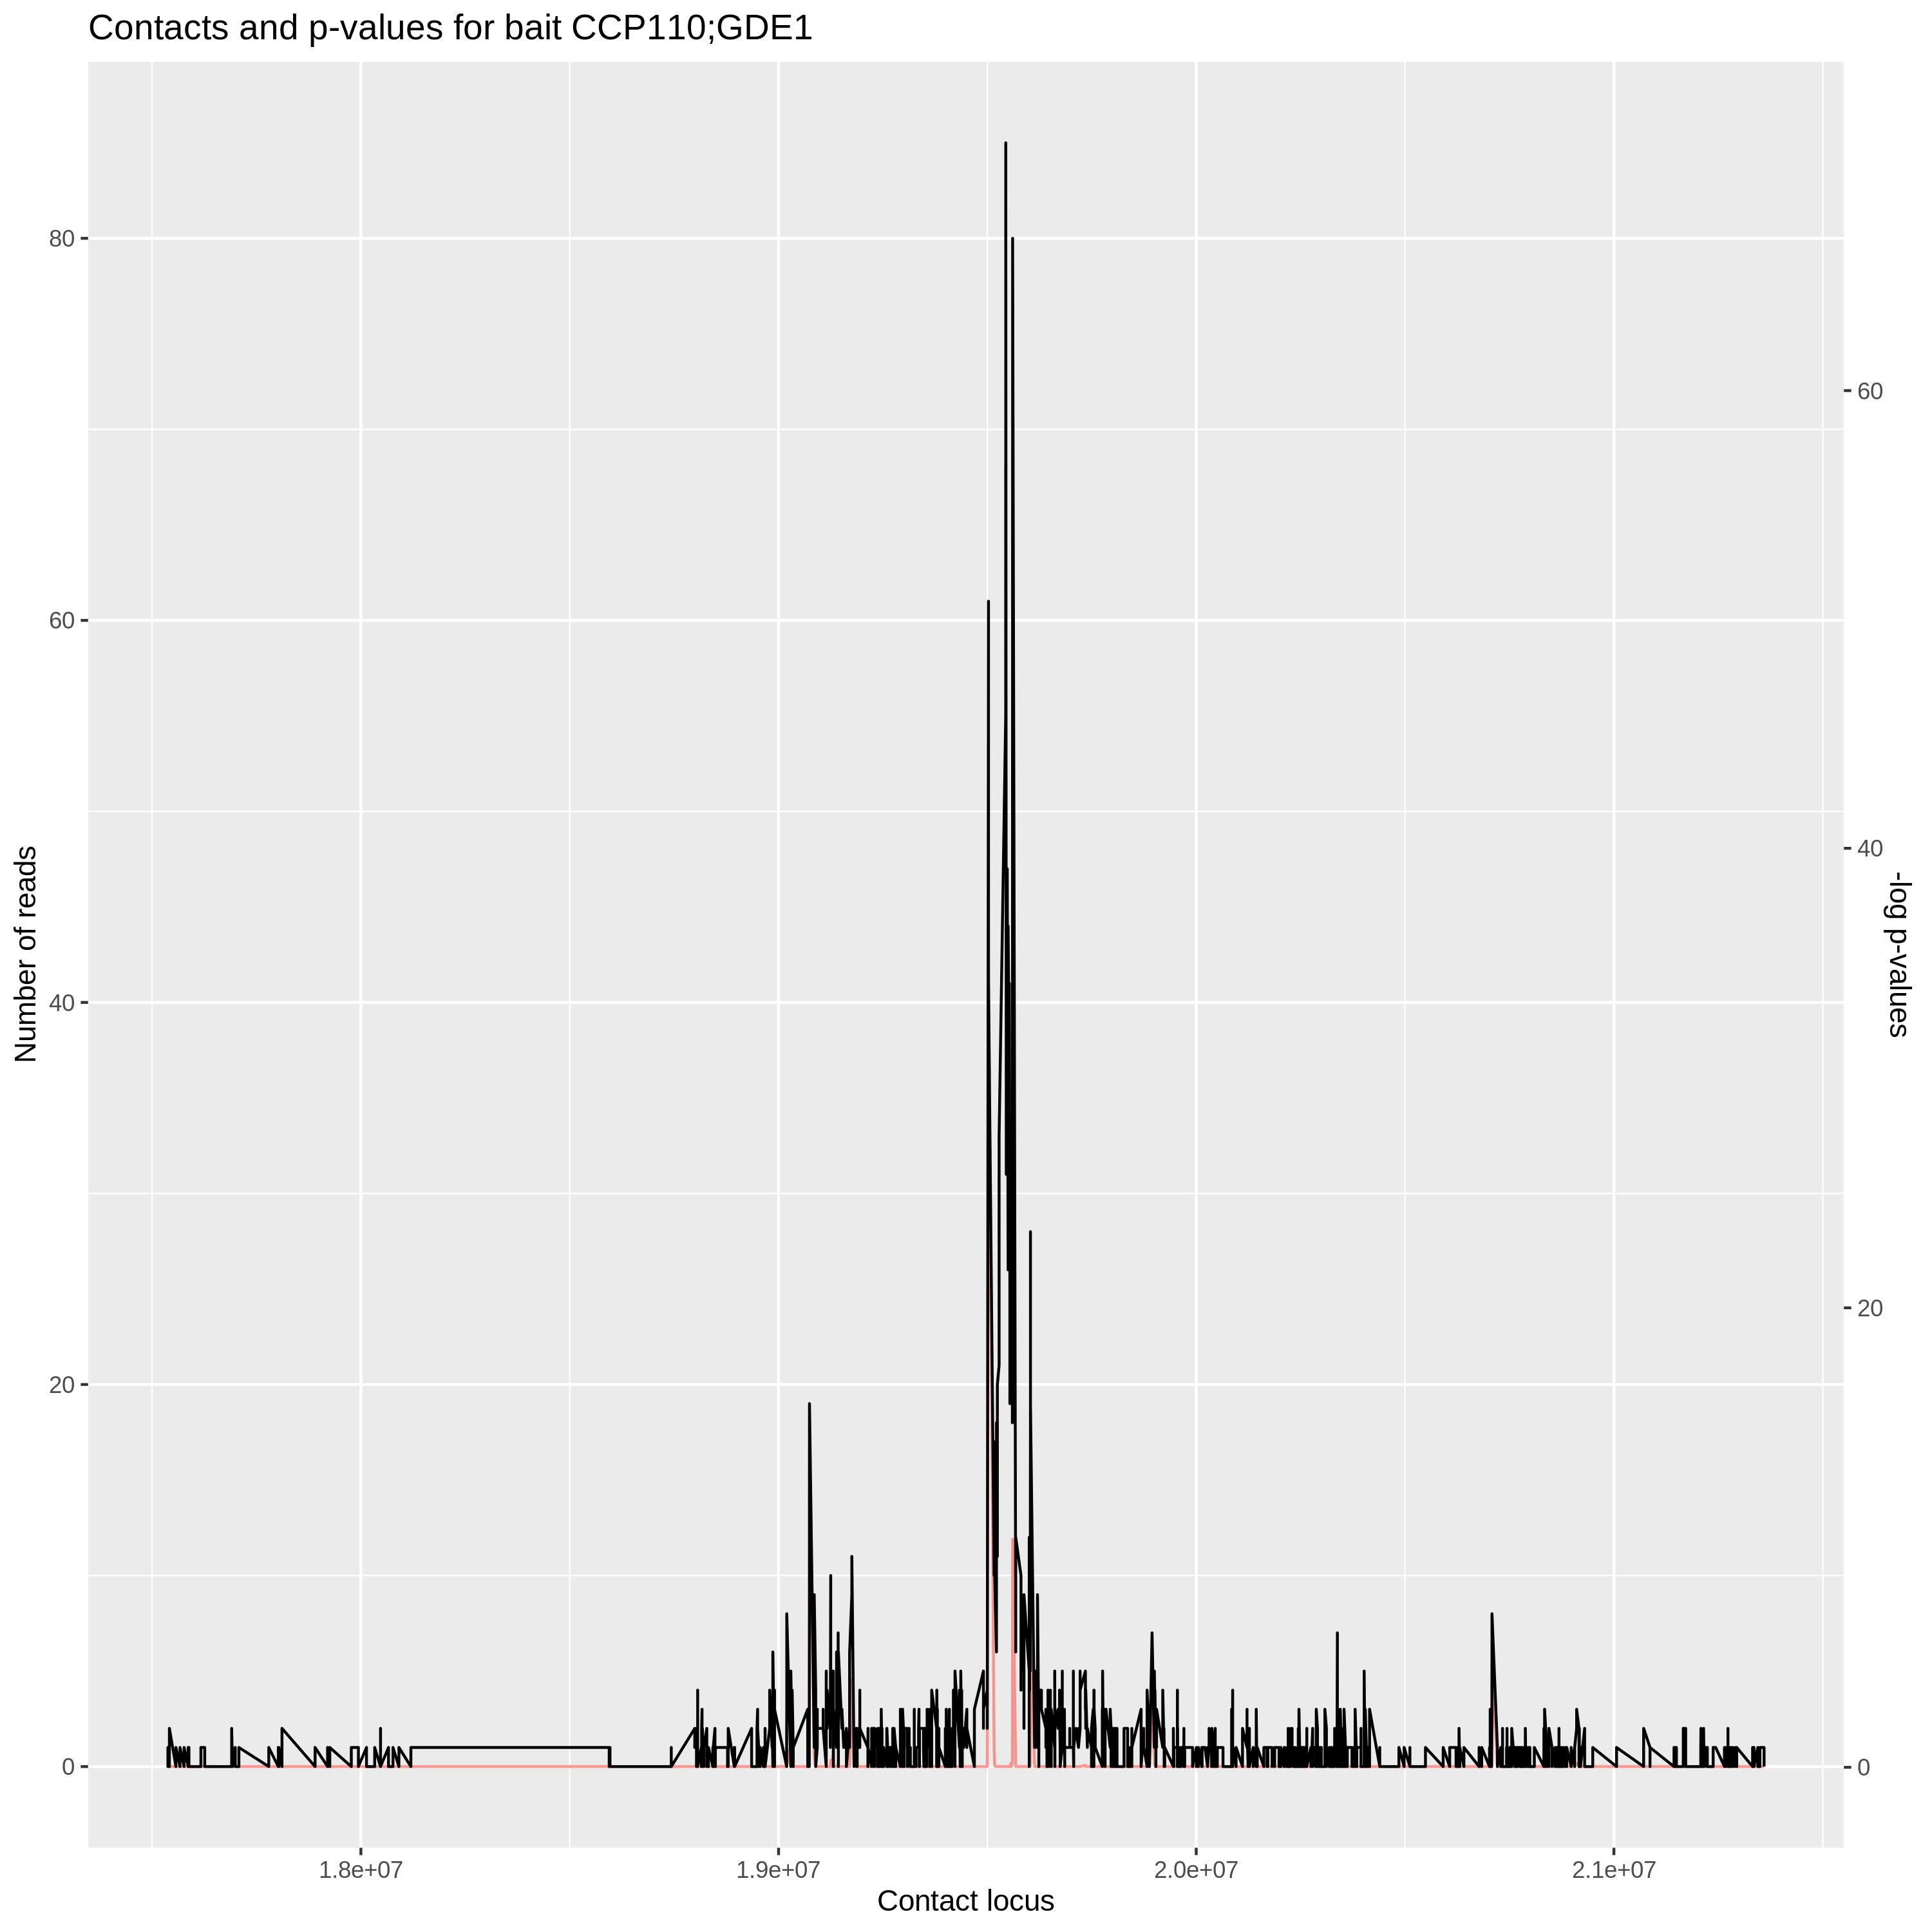 Contacts and p-values for bait CCP110;GDE1
80
60
40
20
0
Number of reads
60
40
20
0
-log p-values
1.8e+07
1.9e+07
2.0e+07
2.1e+07
Contact locus